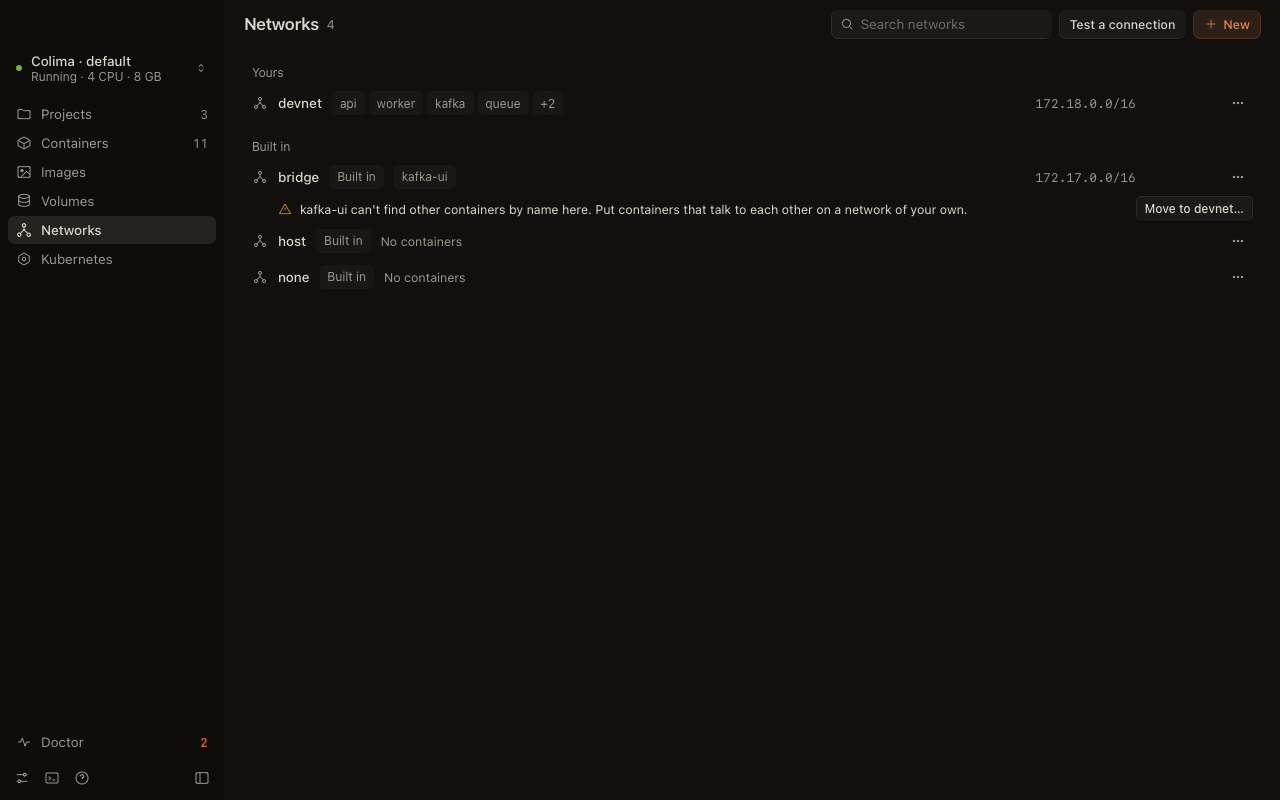 Networks 4
Search networks
Test a connection
New
Colima · default
Running · 4 CPU · 8 GB
Projects 3
Containers 11
Images
Volumes
Networks
Kubernetes
Yours
devnet api worker kafka queue +2 172.18.0.0/16
Built in
bridge Built in kafka-ui 172.17.0.0/16
kafka-ui can't find other containers by name here. Put containers that talk to each other on a network of your own. Move to devnet...
host Built in No containers
none Built in No containers
Doctor 2